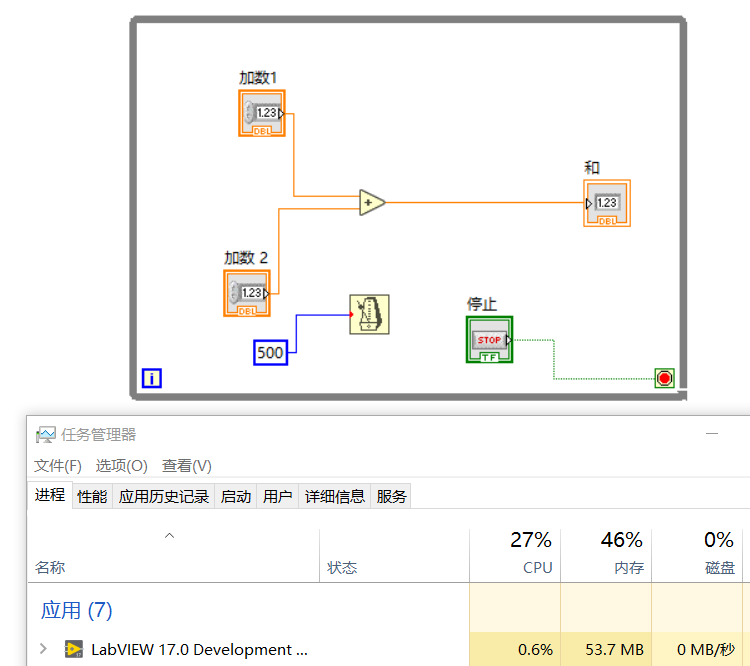 加数1
1.23
DBL
和
1.23
DBL
加数 2
1.23
DBL
停止
STOP
TF
500
i
任务管理器
文件(F) 选项(O) 查看(V)
进程 性能 应用历史记录 启动 用户 详细信息 服务
27% 46% 0%
名称 状态 CPU 内存 磁盘
应用 (7)
LabVIEW 17.0 Development ... 0.6% 53.7 MB 0 MB/秒